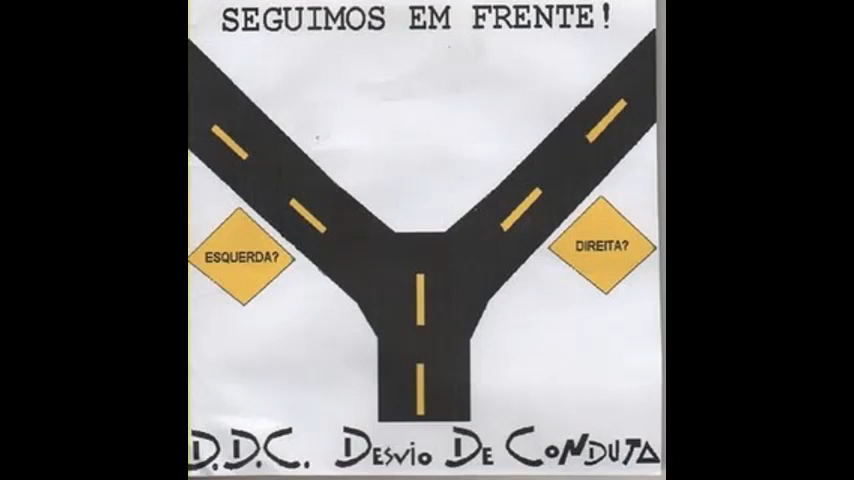 SEGUIMOS EM FRENTE!
ESQUERDA?
DIREITA?
D.D.C. DESViO DE CONDUTA